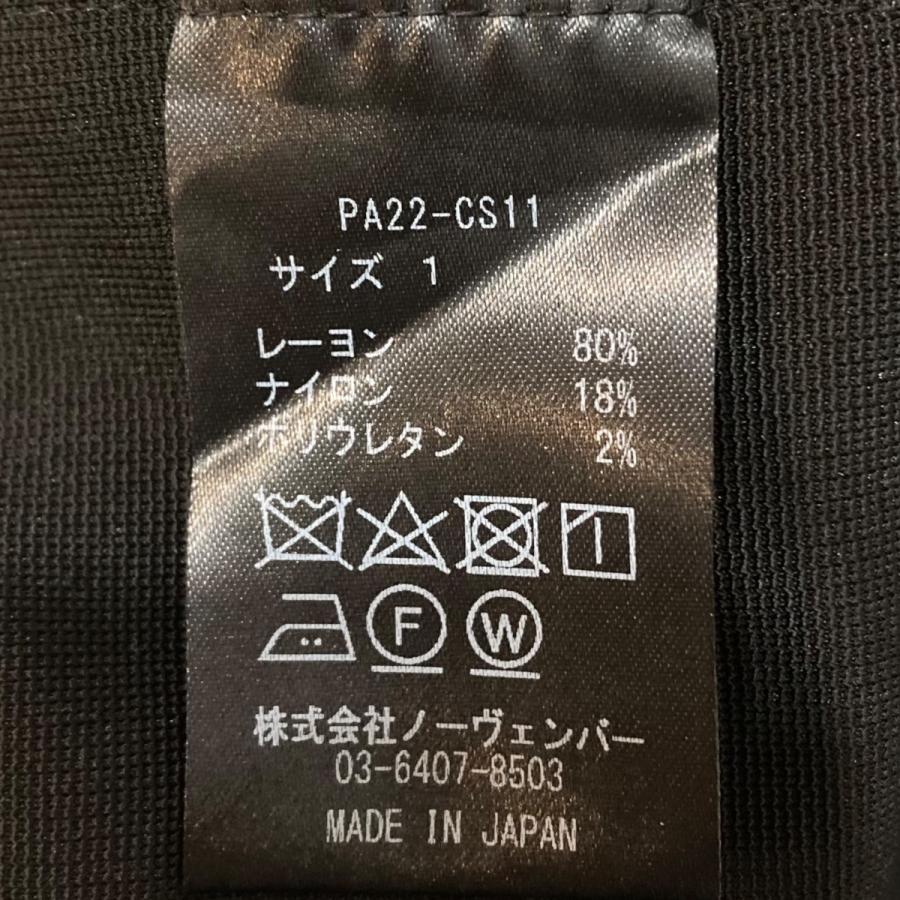 PA22-CS11
サイズ 1
レーヨン 80%
ナイロン 18%
ポリウレタン 2%
F W
株式会社ノーヴェンバー
03-6407-8503
MADE IN JAPAN